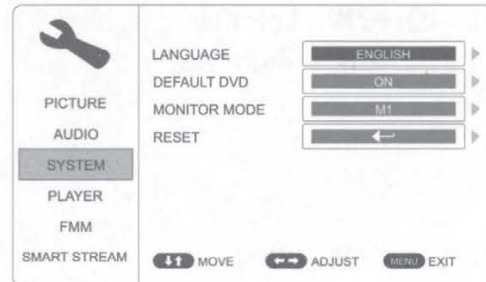 PICTURE
AUDIO
SYSTEM
PLAYER
FMM
SMART STREAM
LANGUAGE ENGLISH
DEFAULT DVD ON
MONITOR MODE M1
RESET
MOVE ADJUST MENU EXIT